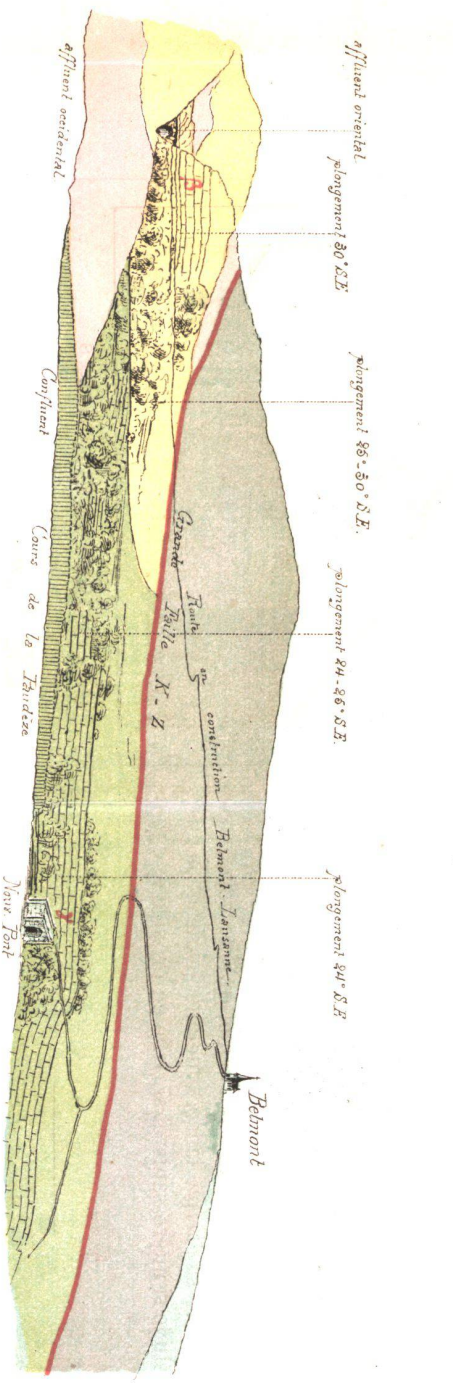 affluent oriental
plongement 30° S.E.
plongement 26°-30° S.E.
plongement 24-26° S.E.
plongement 24° S.E.
β
Belmont
Grande Faille K-Z
Route en construction Belmont-Lausanne
γ
affluent occidental
Confluent
Cours de la Paudèze
Nouv. Pont